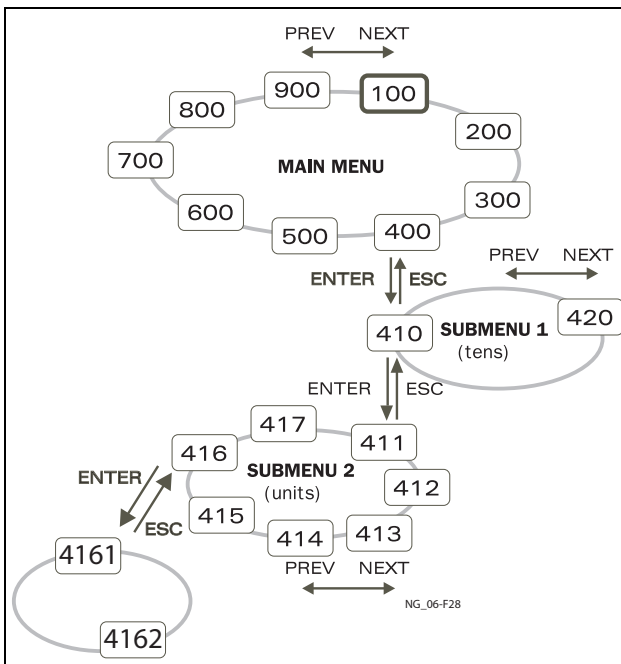 PREV NEXT
900 100
800 200
700 MAIN MENU
600 300
500 400
ENTER ESC
PREV NEXT
410 SUBMENU 1 420
(tens)
ENTER ESC
417 411
416 SUBMENU 2 412
(units)
415 414 413
ENTER ESC
PREV NEXT
4161
4162
NG_06-F28